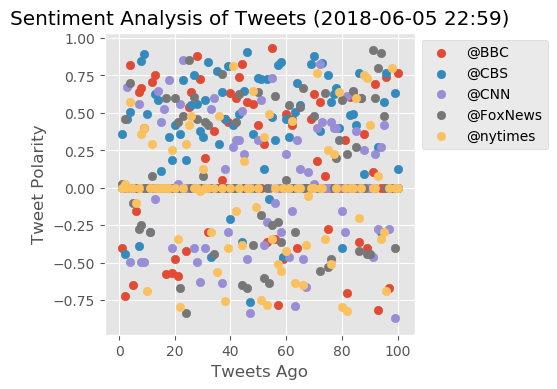 Sentiment Analysis of Tweets (2018-06-05 22:59)
1.00
0.75
0.50
0.25
0.00
−0.25
−0.50
−0.75
Tweet Polarity
0
20
40
60
80
100
Tweets Ago
@BBC
@CBS
@CNN
@FoxNews
@nytimes